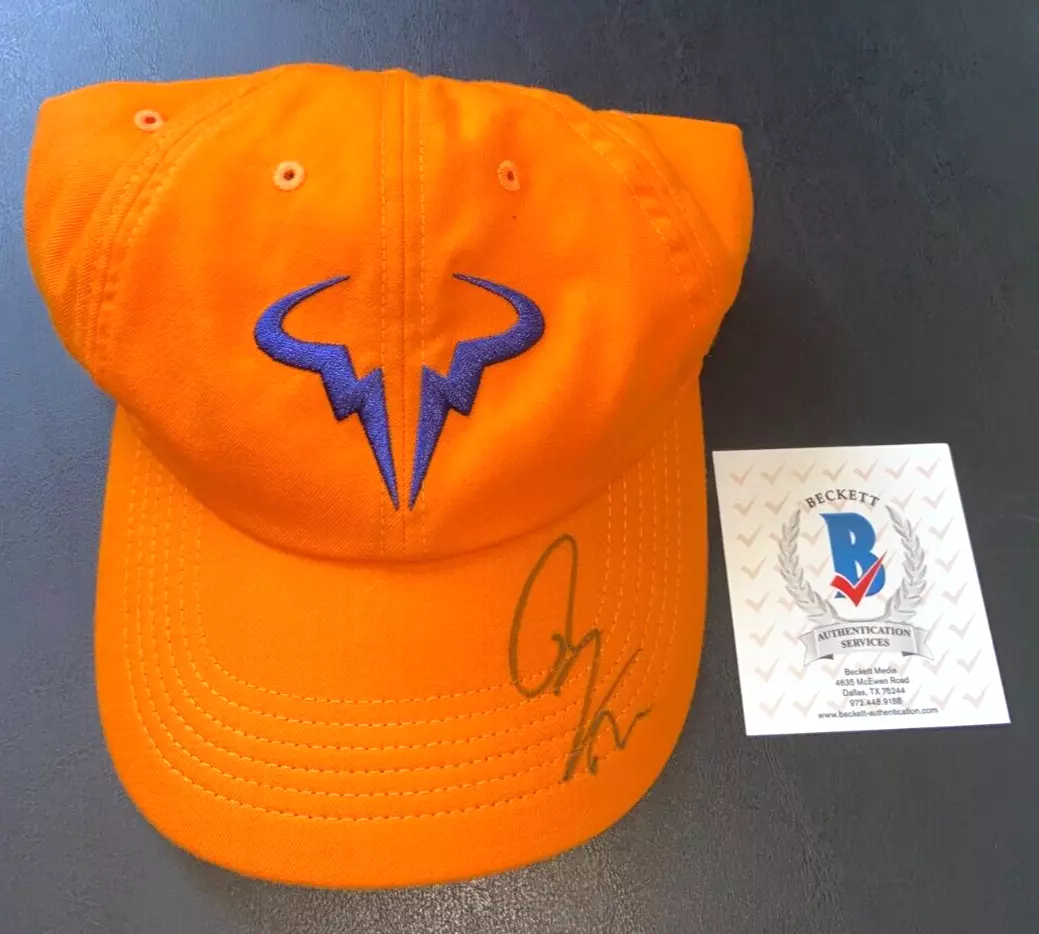 BECKETT
B
AUTHENTICATION
SERVICES
Beckett Media
4635 McEwen Road
Dallas, TX 75244
972.448.9188
www.beckett-authentication.com